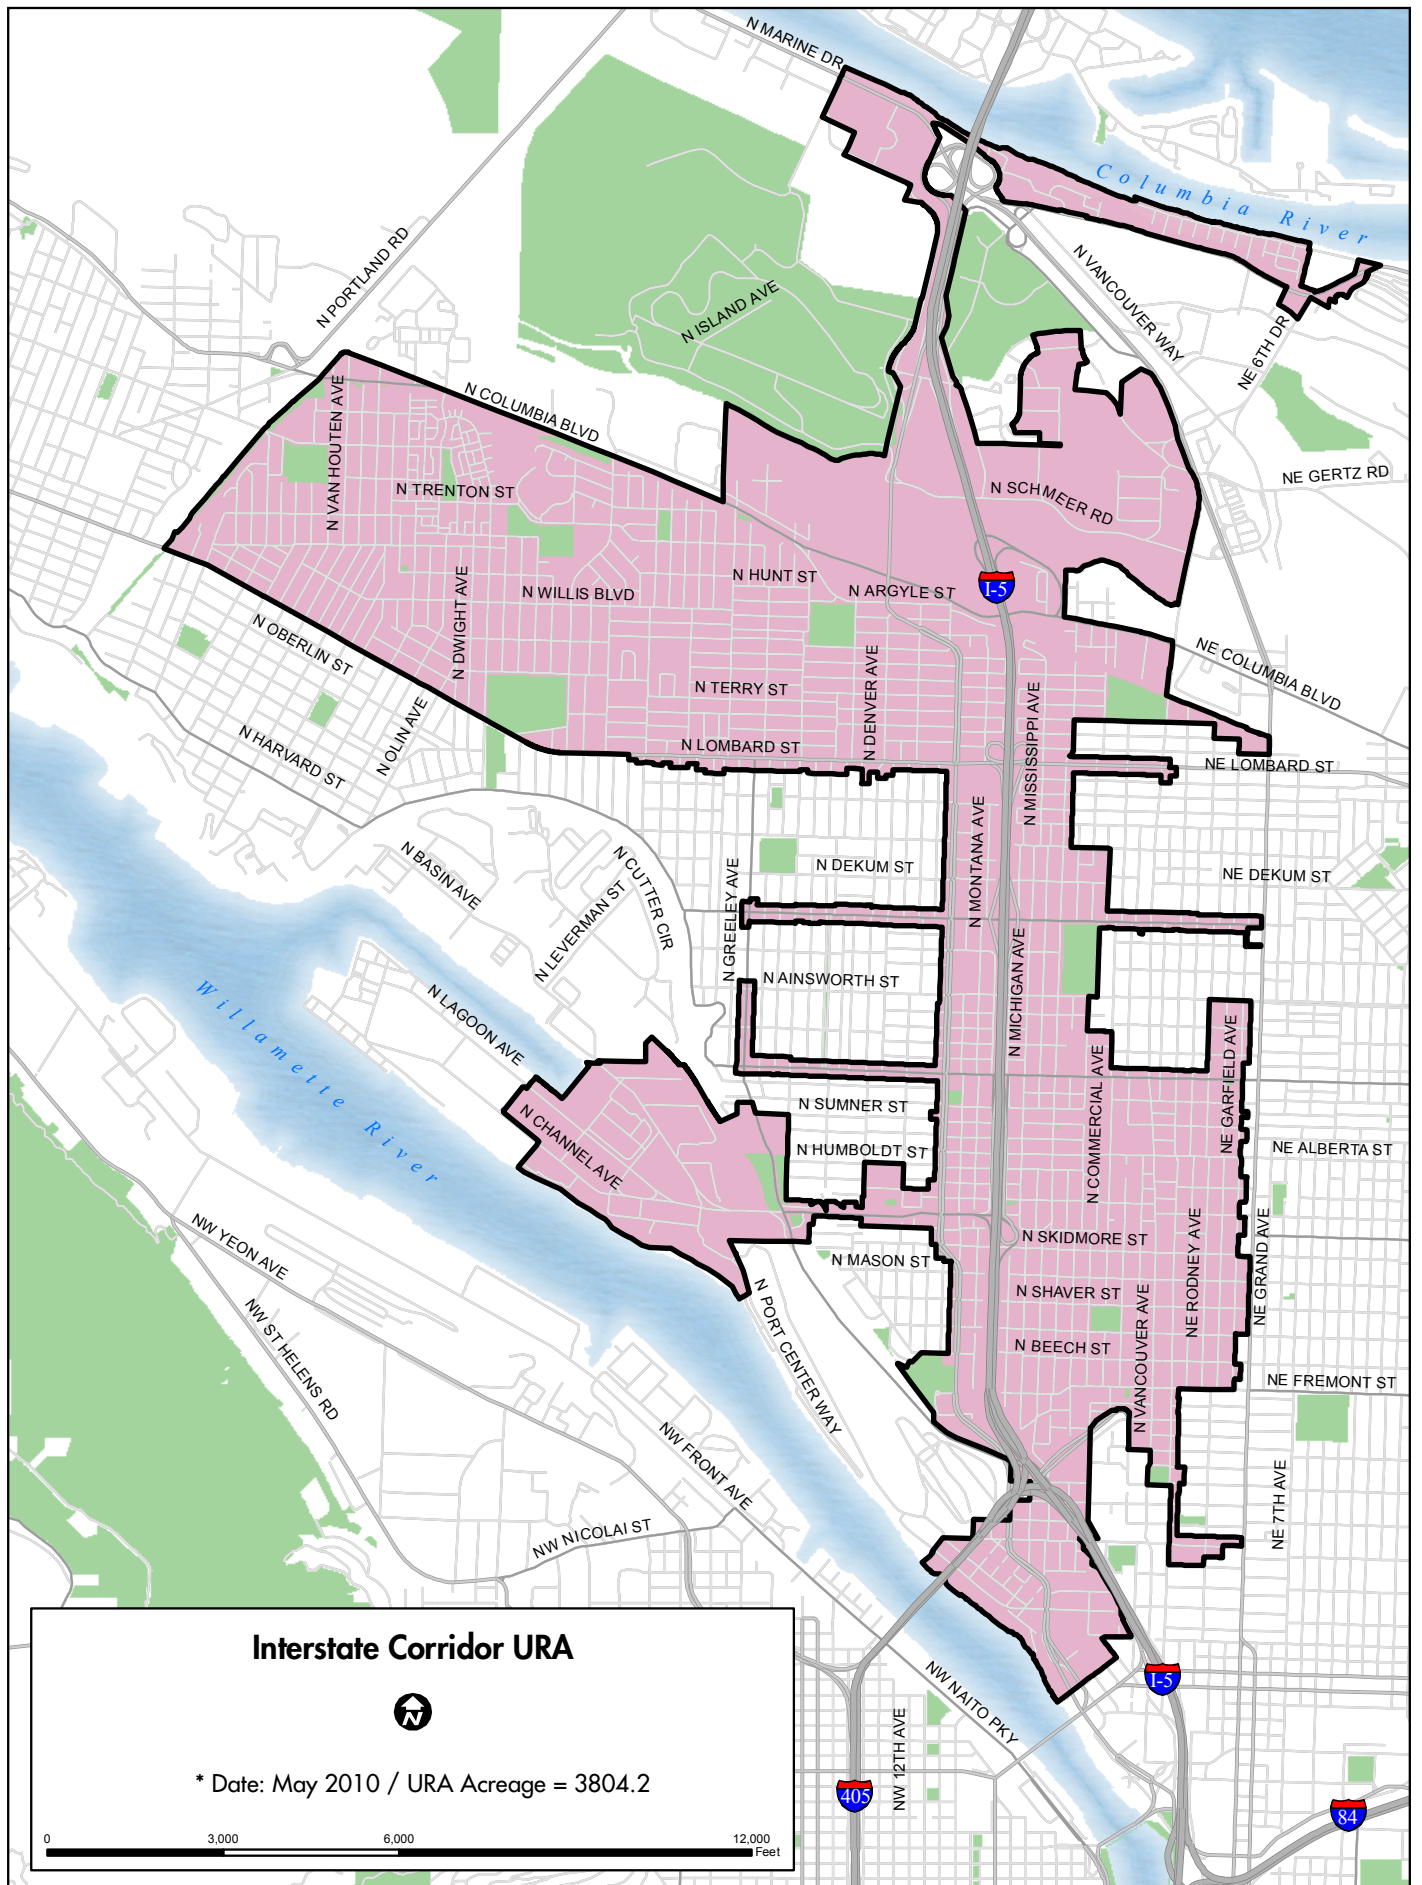 N MARINE DR
Columbia River
N PORTLAND RD
N VANCOUVER WAY
N ISLAND AVE
NE 6TH DR
N COLUMBIA BLVD
N VAN HOUTEN AVE
NE GERTZ RD
N TRENTON ST
N SCHMEER RD
N HUNT ST
I-5
N WILLIS BLVD
N ARGYLE ST
N DWIGHT AVE
N OBERLIN ST
NE COLUMBIA BLVD
N TERRY ST
N DENVER AVE
N MISSISSIPPI AVE
N OLIN AVE
N HARVARD ST
N LOMBARD ST
NE LOMBARD ST
N MONTANA AVE
N BASIN AVE
N CUTTER CIR
N DEKUM ST
NE DEKUM ST
N LEVERMAN ST
N GREELEY AVE
N MICHIGAN AVE
N AINSWORTH ST
N LAGOON AVE
Willamette River
N COMMERCIAL AVE
NE GARFIELD AVE
N SUMNER ST
N CHANNEL AVE
N HUMBOLDT ST
NE ALBERTA ST
NW YEON AVE
N SKIDMORE ST
NE RODNEY AVE
NE GRAND AVE
N MASON ST
N SHAVER ST
N PORT CENTER WAY
N VANCOUVER AVE
N BEECH ST
NW ST HELENS RD
NE FREMONT ST
NW FRONT AVE
NE 7TH AVE
NW NICOLAI ST
Interstate Corridor URA
N
* Date: May 2010 / URA Acreage = 3804.2
0 3,000 6,000 12,000
Feet
NW NAITO PKY
I-5
NW 12TH AVE
405
84